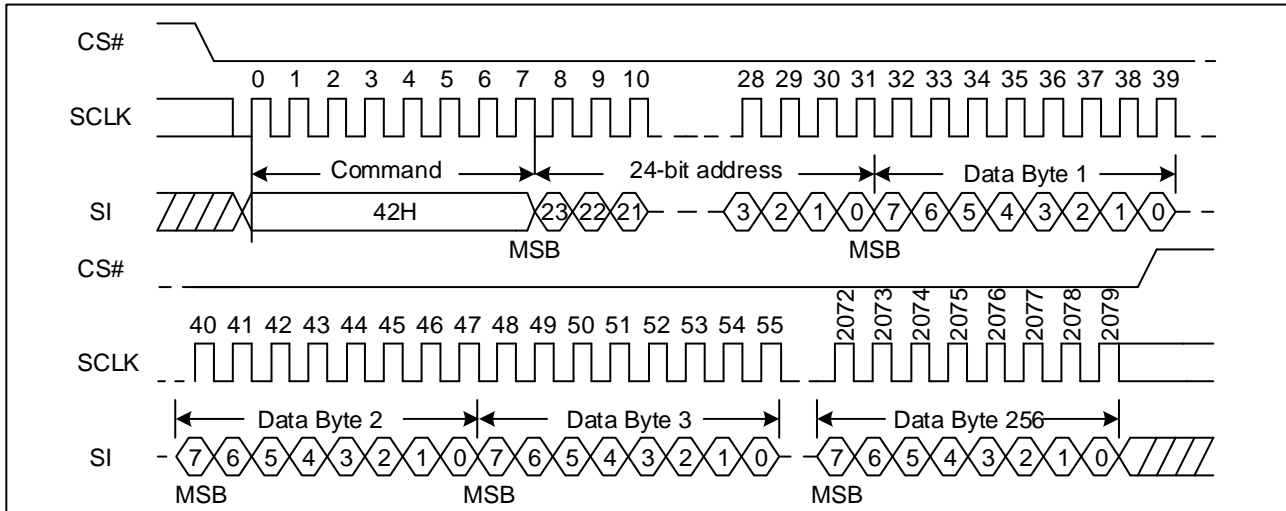 CS#
0 1 2 3 4 5 6 7 8 9 10 28 29 30 31 32 33 34 35 36 37 38 39
SCLK
Command 24-bit address Data Byte 1
SI 42H 23 22 21 3 2 1 0 7 6 5 4 3 2 1 0
MSB MSB
CS#
40 41 42 43 44 45 46 47 48 49 50 51 52 53 54 55 2072 2073 2074 2075 2076 2077 2078 2079
SCLK
Data Byte 2 Data Byte 3 Data Byte 256
SI 7 6 5 4 3 2 1 0 7 6 5 4 3 2 1 0 7 6 5 4 3 2 1 0
MSB MSB MSB